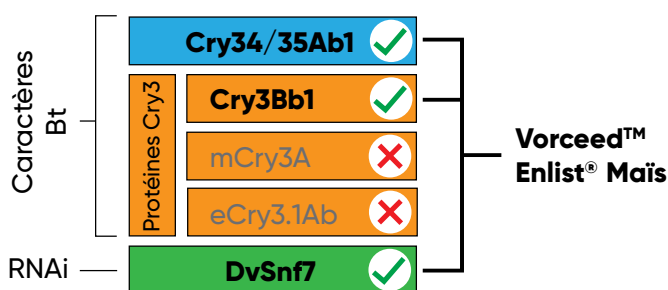 Caractères
Bt
Cry34/35Ab1
Protéines Cry3
Cry3Bb1
mCry3A
eCry3.1Ab
RNAi
DvSnf7
Vorceed™
Enlist® Maïs